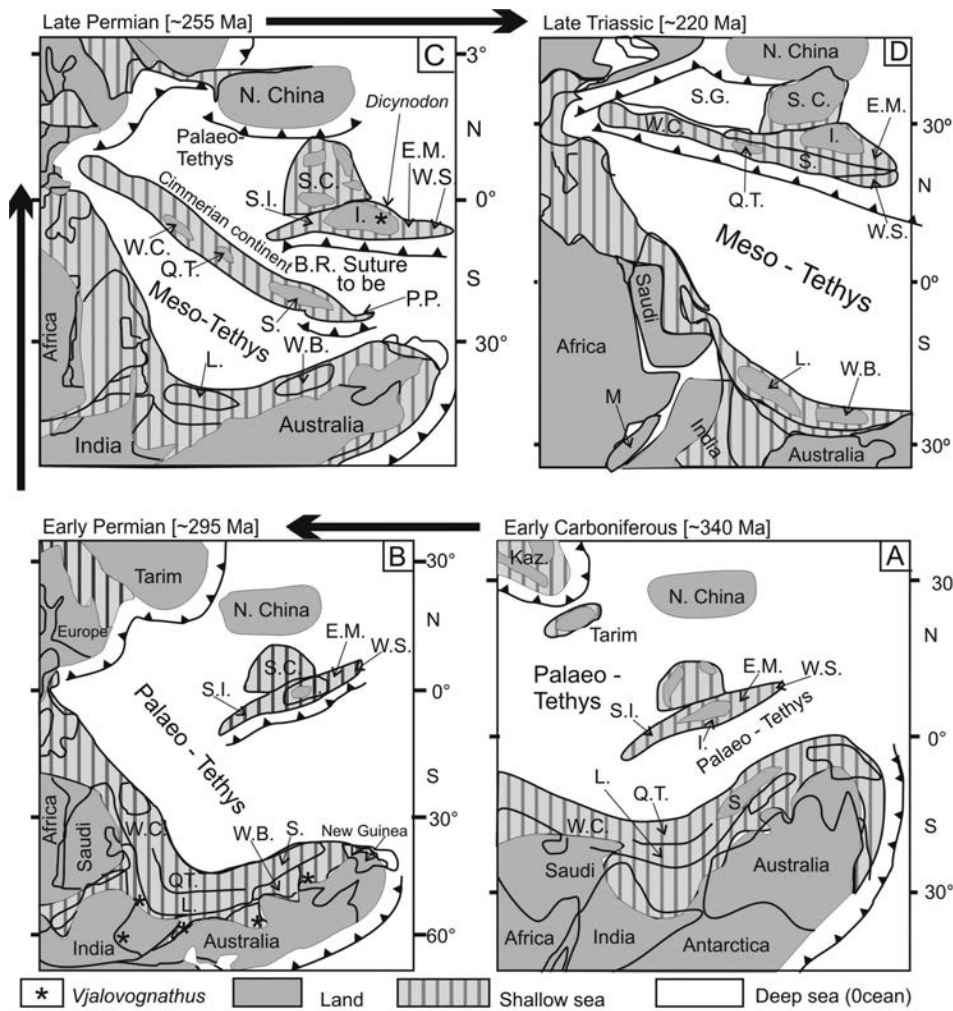 Late Permian [~255 Ma]
Late Triassic [~220 Ma]
C
3°
N. China
Dicynodon
Palaeo-
Tethys
N
E.M.
W.S.
S.C.
S.I.
0°
I. *
Cimmerian continent
W.C.
Q.T.
B.R. Suture
to be
S
P.P.
Meso-Tethys
S.
W.B.
30°
L.
Africa
India
Australia
D
N. China
S.G.
S. C.
E.M.
30°
W.C.
I.
S.
N
Q.T.
W.S.
Meso - Tethys
0°
Saudi
S
Africa
L.
W.B.
M
India
Australia
30°
Early Permian [~295 Ma]
Early Carboniferous [~340 Ma]
B
30°
Tarim
N. China
N
Europe
E.M.
W.S.
S.C.
I.
S.I.
0°
Palaeo - Tethys
S
Africa
Saudi
30°
W.C.
W.B.
S.
New Guinea
QT.
L.
* * * * *
India
Australia
60°
A
Kaz.
30
N. China
Tarim
N
Palaeo -
Tethys
E.M.
W.S.
S.I.
I.
Palaeo - Tethys
0°
L.
Q.T.
S.
W.C.
S
Saudi
Australia
30°
Africa
India
Antarctica
* Vjalovognathus
Land
Shallow sea
Deep sea (0cean)